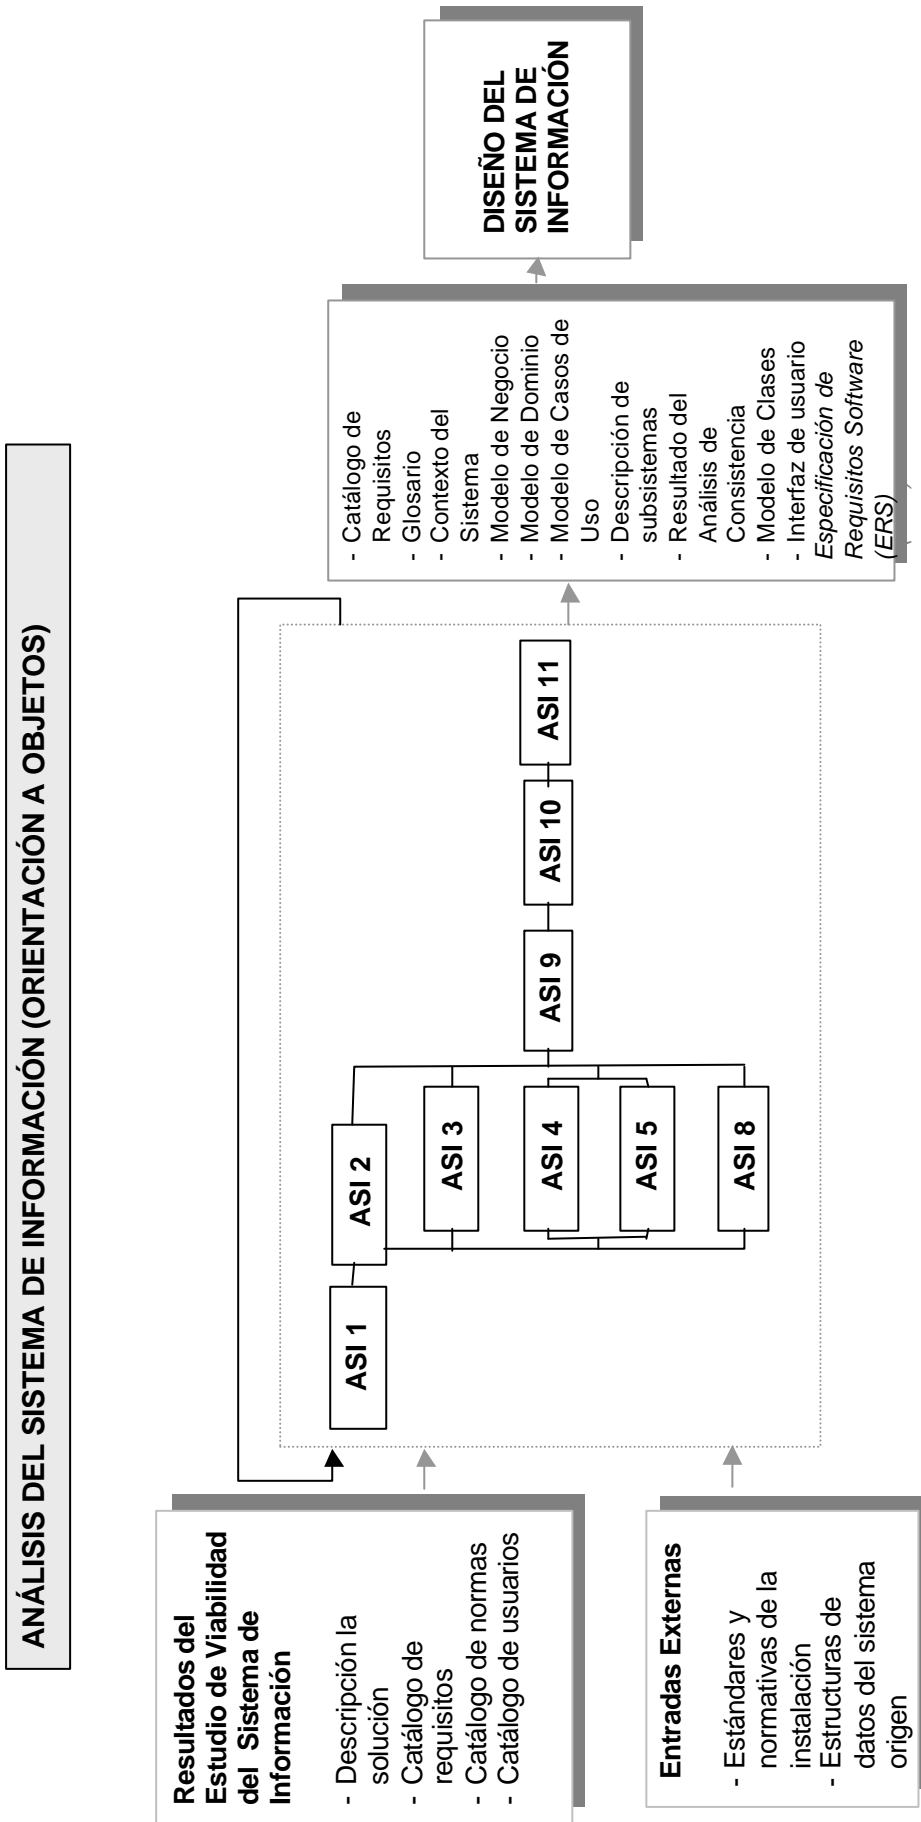 ANÁLISIS DEL SISTEMA DE INFORMACIÓN (ORIENTACIÓN A OBJETOS)
Resultados del
Estudio de Viabilidad
del Sistema de
Información
- Descripción la
solución
- Catálogo de
requisitos
- Catálogo de normas
- Catálogo de usuarios
Entradas Externas
- Estándares y
normativas de la
instalación
- Estructuras de
datos del sistema
origen
ASI 1
ASI 2
ASI 3
ASI 4
ASI 5
ASI 8
ASI 9
ASI 10
ASI 11
- Catálogo de
Requisitos
- Glosario
- Contexto del
Sistema
- Modelo de Negocio
- Modelo de Dominio
- Modelo de Casos de
Uso
- Descripción de
subsistemas
- Resultado del
Análisis de
Consistencia
- Modelo de Clases
- Interfaz de usuario
Especificación de
Requisitos Software
(ERS)
DISEÑO DEL
SISTEMA DE
INFORMACIÓN